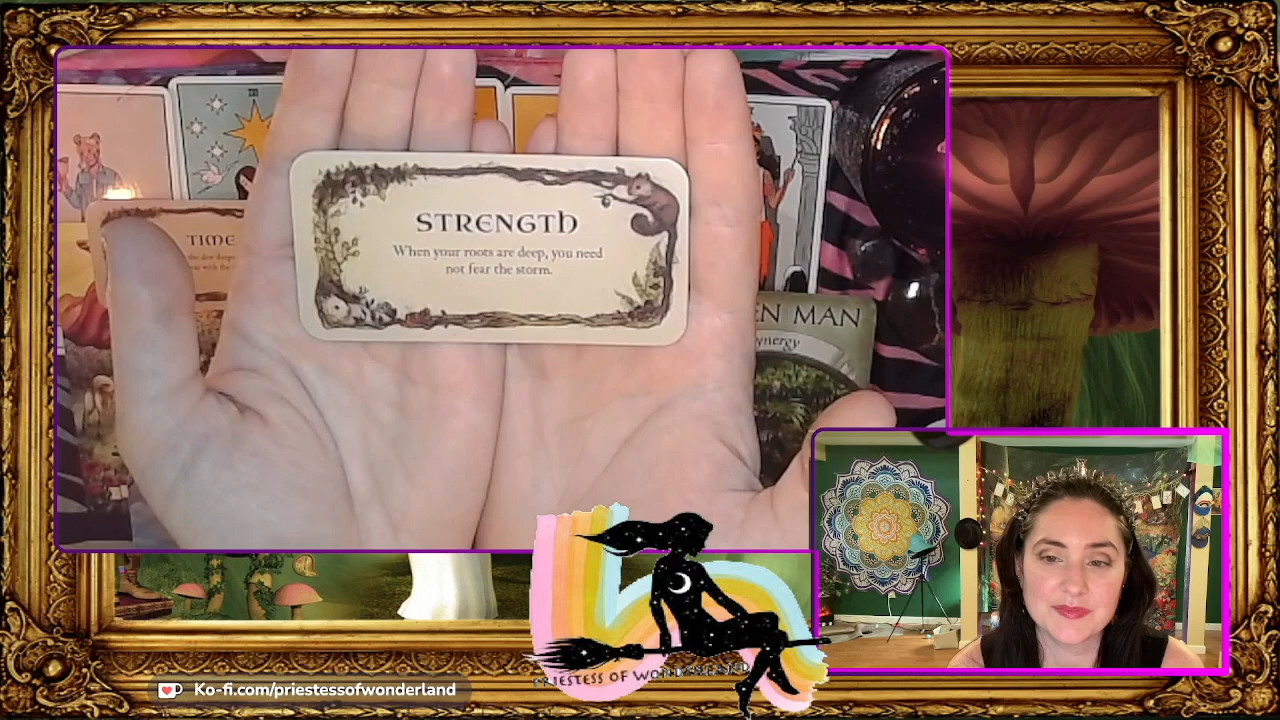 STRENGTH
When your roots are deep, you need
not fear the storm.
TIME
EN MAN
ynergy
PRIESTESS OF WONDERLAND
Ko-fi.com/priestessofwonderland